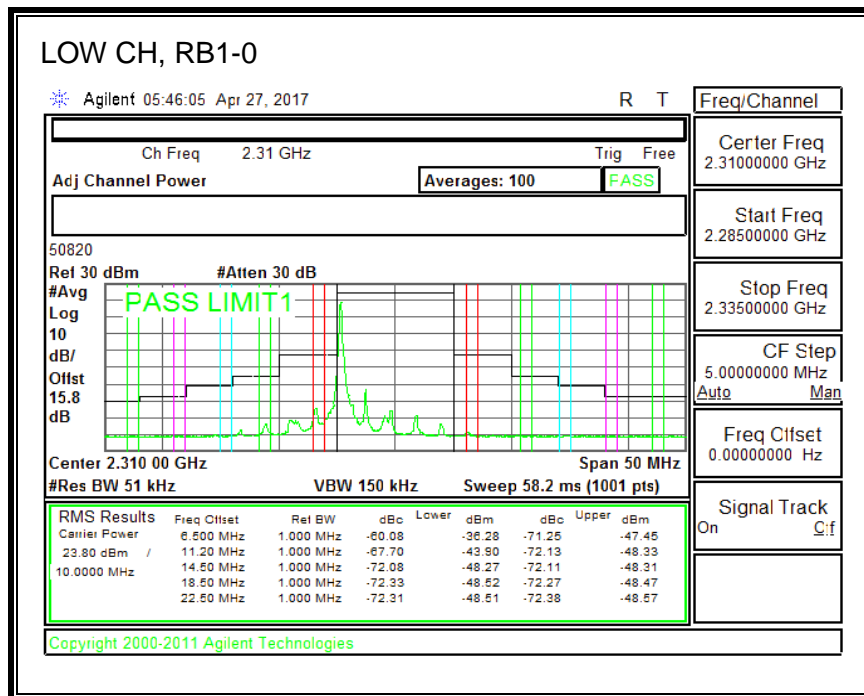 LOW CH, RB1-0
Agilent 05:46:05 Apr 27, 2017 R T
Freq/Channel
Ch Freq 2.31 GHz Trig Free
Adj Channel Power Averages: 100 PASS
Center Freq
2.31000000 GHz
Start Freq
2.28500000 GHz
50820
Ref 30 dBm #Atten 30 dB
#Avg
Log
10
dB/
Offst
15.8
dB
PASS LIMIT1
Stop Freq
2.33500000 GHz
CF Step
5.00000000 MHz
Auto Man
Freq Offset
0.00000000 Hz
Center 2.310 00 GHz Span 50 MHz
#Res BW 51 kHz VBW 150 kHz Sweep 58.2 ms (1001 pts)
Signal Track
On Off
RMS Results Freq Offset Ref BW dBc Lower dBm dBc Upper dBm
Carrier Power 6.500 MHz 1.000 MHz -60.08 -36.28 -71.25 -47.45
23.80 dBm / 11.20 MHz 1.000 MHz -67.70 -43.90 -72.13 -48.33
10.0000 MHz 14.50 MHz 1.000 MHz -72.08 -48.27 -72.11 -48.31
18.50 MHz 1.000 MHz -72.33 -48.52 -72.27 -48.47
22.50 MHz 1.000 MHz -72.31 -48.51 -72.38 -48.57
Copyright 2000-2011 Agilent Technologies